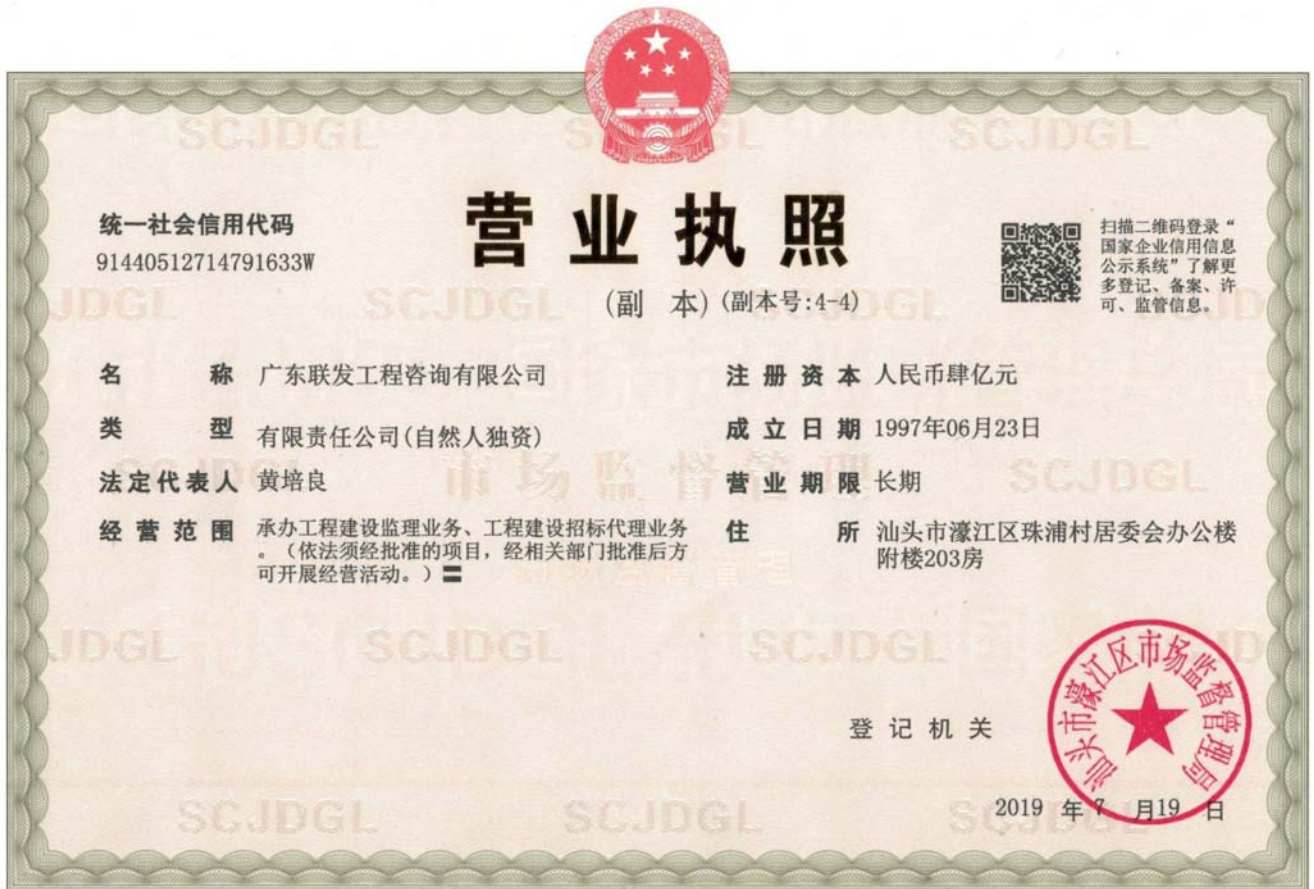 营业执照
(副 本) (副本号:4-4)
统一社会信用代码
91440512714791633W
扫描二维码登录“
国家企业信用信息
公示系统”了解更
多登记、备案、许
可、监管信息。
名 称 广东联发工程咨询有限公司
类 型 有限责任公司(自然人独资)
法定代表人 黄培良
经营范围 承办工程建设监理业务、工程建设招标代理业务
。(依法须经批准的项目,经相关部门批准后方
可开展经营活动。)〓
注册资本 人民币肆亿元
成立日期 1997年06月23日
营业期限 长期
住 所 汕头市濠江区珠浦村居委会办公楼
附楼203房
登记机关
汕头市濠江区市场监督管理局
2019 年 7 月19 日
SCJDGL
市场监督管理